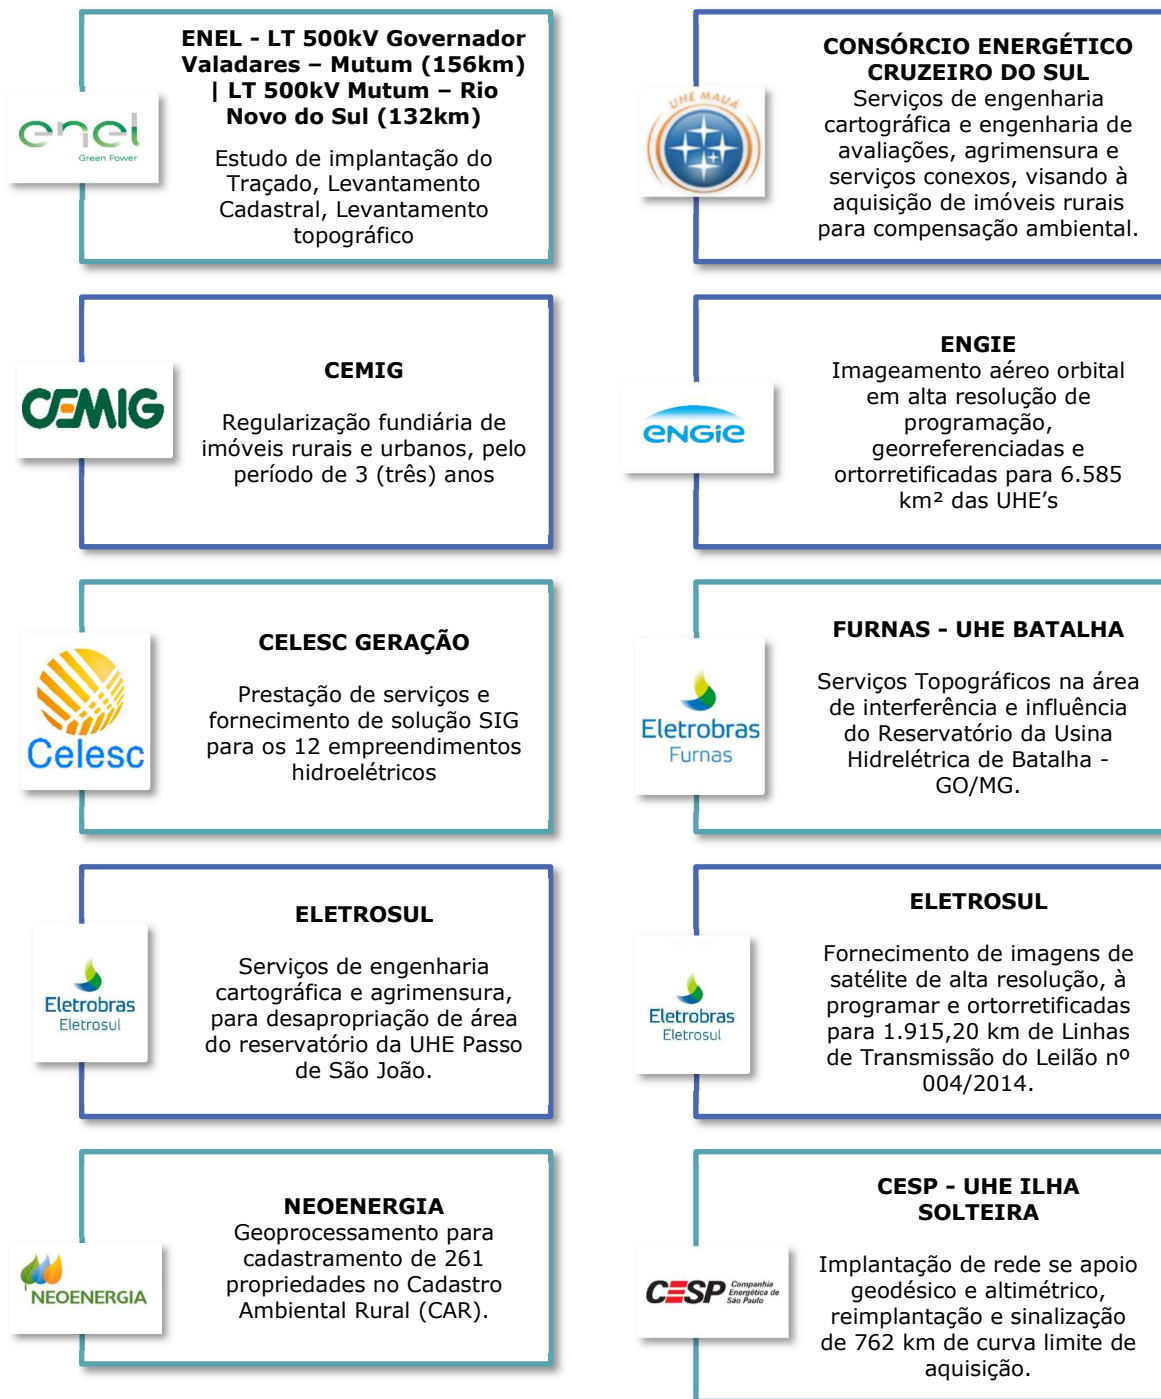 ENEL - LT 500kV Governador
Valadares – Mutum (156km)
| LT 500kV Mutum – Rio
Novo do Sul (132km)
enel
Green Power
Estudo de implantação do
Traçado, Levantamento
Cadastral, Levantamento
topográfico
CONSÓRCIO ENERGÉTICO
CRUZEIRO DO SUL
UHE MAUÁ
Serviços de engenharia
cartográfica e engenharia de
avaliações, agrimensura e
serviços conexos, visando à
aquisição de imóveis rurais
para compensação ambiental.
CEMIG
CEMIG
Regularização fundiária de
imóveis rurais e urbanos, pelo
período de 3 (três) anos
ENGIE
ENGIE
Imageamento aéreo orbital
em alta resolução de
programação,
georreferenciadas e
ortorretificadas para 6.585
km² das UHE’s
CELESC GERAÇÃO
Celesc
Prestação de serviços e
fornecimento de solução SIG
para os 12 empreendimentos
hidroelétricos
FURNAS - UHE BATALHA
Eletrobras
Furnas
Serviços Topográficos na área
de interferência e influência
do Reservatório da Usina
Hidrelétrica de Batalha -
GO/MG.
ELETROSUL
Eletrobras
Eletrosul
Serviços de engenharia
cartográfica e agrimensura,
para desapropriação de área
do reservatório da UHE Passo
de São João.
ELETROSUL
Eletrobras
Eletrosul
Fornecimento de imagens de
satélite de alta resolução, à
programar e ortorretificadas
para 1.915,20 km de Linhas
de Transmissão do Leilão nº
004/2014.
NEOENERGIA
NEOENERGIA
Geoprocessamento para
cadastramento de 261
propriedades no Cadastro
Ambiental Rural (CAR).
CESP - UHE ILHA
SOLTEIRA
CESP
Companhia
Energética de
São Paulo
Implantação de rede se apoio
geodésico e altimétrico,
reimplantação e sinalização
de 762 km de curva limite de
aquisição.